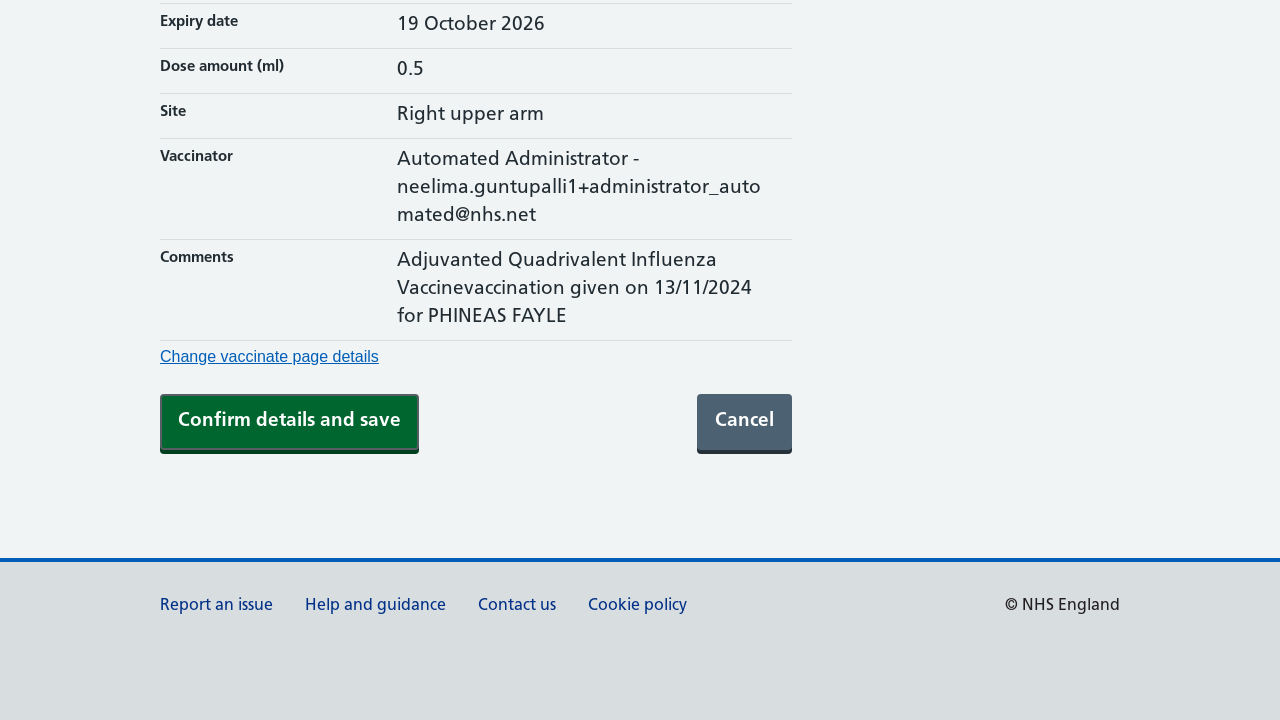 Expiry date
19 October 2026
Dose amount (ml)
0.5
Site
Right upper arm
Vaccinator
Automated Administrator -
neelima.guntupalli1+administrator_auto
mated@nhs.net
Comments
Adjuvanted Quadrivalent Influenza
Vaccinevaccination given on 13/11/2024
for PHINEAS FAYLE
Change vaccinate page details
Confirm details and save
Cancel
Report an issue
Help and guidance
Contact us
Cookie policy
© NHS England